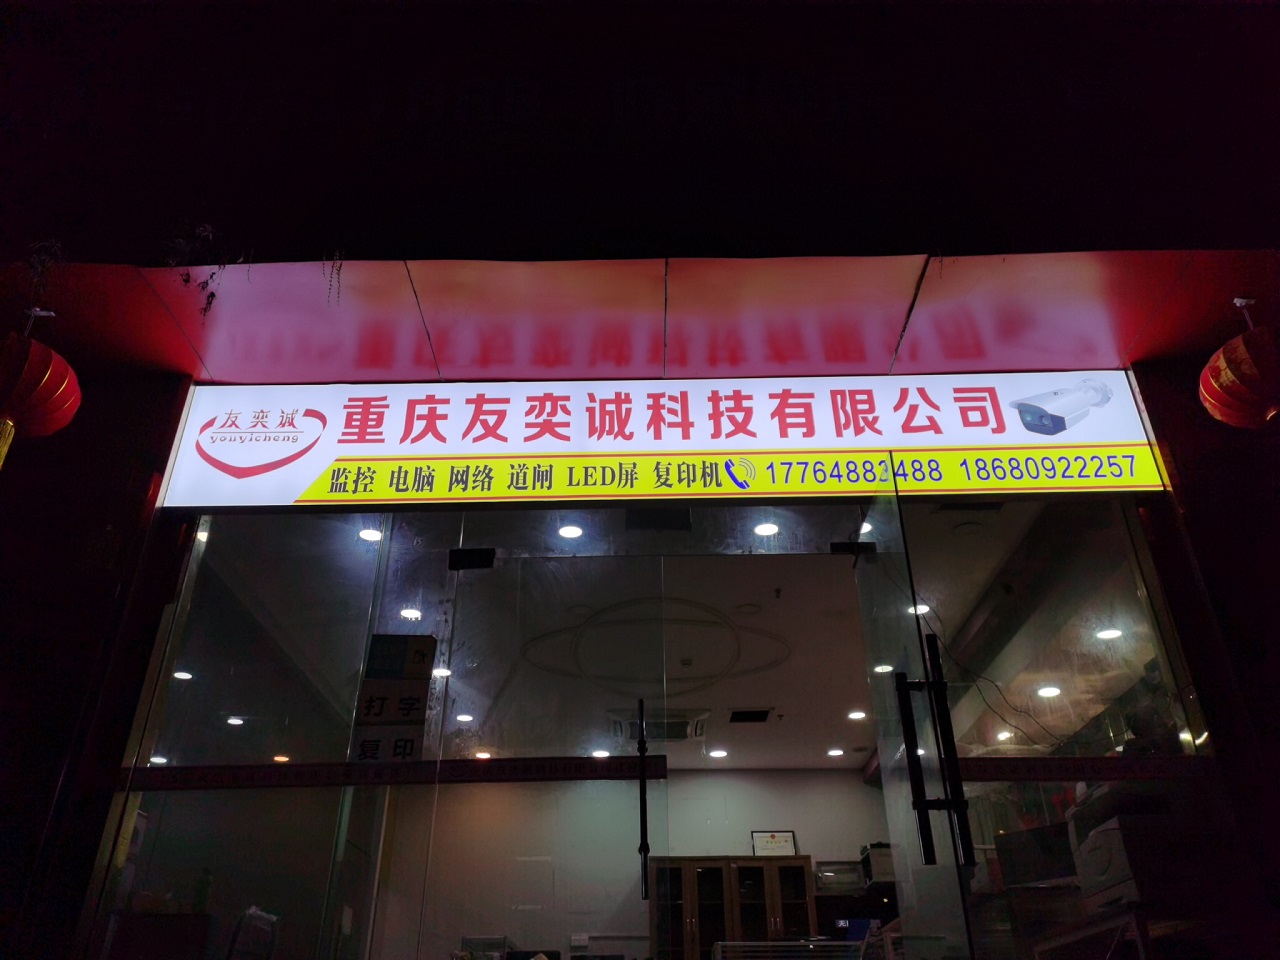 友奕诚
youyicheng
重庆友奕诚科技有限公司
监控 电脑 网络 道闸 LED屏 复印机 17764883488 18680922257
打字
复印